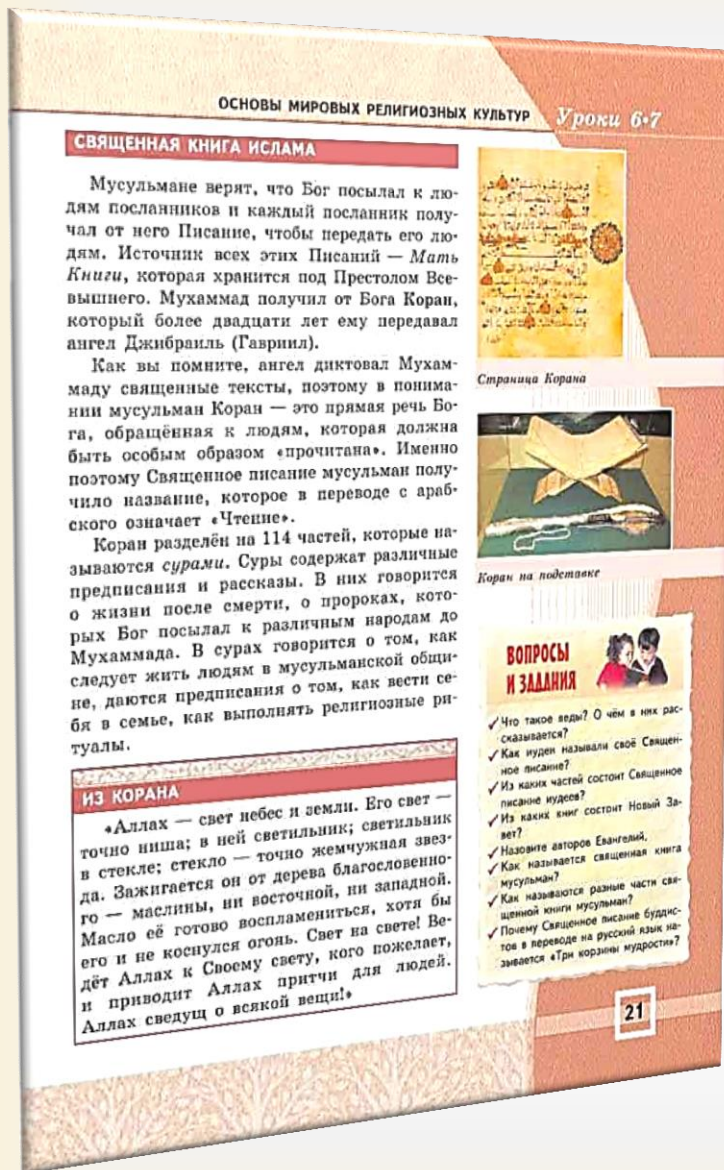 ОСНОВЫ МИРОВЫХ РЕЛИГИОЗНЫХ КУЛЬТУР
Уроки 6-7
СВЯЩЕННАЯ КНИГА ИСЛАМА
Мусульмане верят, что Бог посылал к лю-
дям посланников и каждый посланник полу-
чал от него Писание, чтобы передать его лю-
дям. Источник всех этих Писаний — Мать
Книги, которая хранится под Престолом Все-
вышнего. Мухаммад получил от Бога Коран,
который более двадцати лет ему передавал
ангел Джибраиль (Гавриил).
Как вы помните, ангел диктовал Мухам-
маду священные тексты, поэтому в понима-
нии мусульман Коран — это прямая речь Бо-
га, обращённая к людям, которая должна
быть особым образом «прочитана». Именно
поэтому Священное писание мусульман полу-
чило название, которое в переводе с араб-
ского означает «Чтение».
Коран разделён на 114 частей, которые на-
зываются сурами. Суры содержат различные
предписания и рассказы. В них говорится
о жизни после смерти, о пророках, кото-
рых Бог посылал к различным народам до
Мухаммада. В сурах говорится о том, как
следует жить людям в мусульманской общи-
не, даются предписания о том, как вести се-
бя в семье, как выполнять религиозные ри-
туалы.
ИЗ КОРАНА
«Аллах — свет небес и земли. Его свет —
точно ниша; в ней светильник; светильник
в стекле; стекло — точно жемчужная звез-
да. Зажигается он от дерева благословенно-
го — маслины, ни восточной, ни западной.
Масло её готово воспламениться, хотя бы
его и не коснулся огонь. Свет на свете! Ве-
дёт Аллах к Своему свету, кого пожелает,
и приводит Аллах притчи для людей.
Аллах сведущ о всякой вещи!»
Страница Корана
Коран на подставке
ВОПРОСЫ
И ЗАДАНИЯ
✓ Что такое веды? О чём в них рас-
сказывается?
✓ Как иудеи называли своё Священ-
ное писание?
✓ Из каких частей состоит Священное
писание иудеев?
✓ Из каких книг состоит Новый За-
вет?
✓ Назовите авторов Евангелий.
✓ Как называется священная книга
мусульман?
✓ Как называются разные части свя-
щенной книги мусульман?
✓ Почему Священное писание буддис-
тов в переводе на русский язык на-
зывается «Три корзины мудрости»?
21